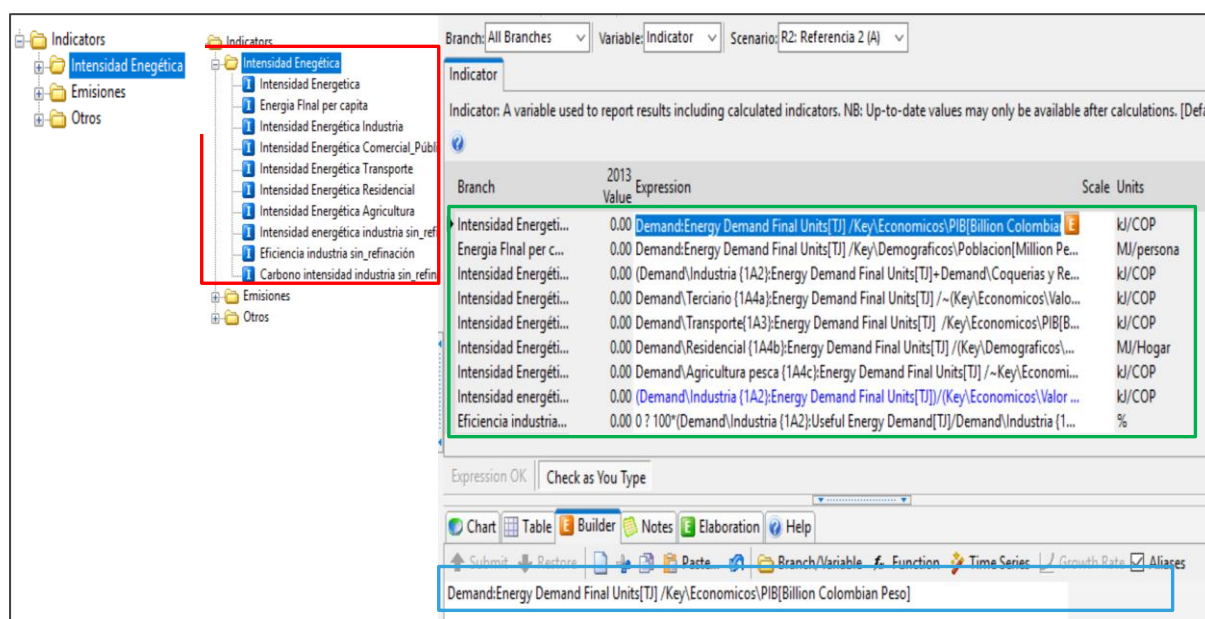 Indicators
Intensidad Enegética
Emisiones
Otros
Indicators
Intensidad Enegética
Intensidad Energetica
Energia FInal per capita
Intensidad Energética Industria
Intensidad Energética Comercial_Públi
Intensidad Energética Transporte
Intensidad Energética Residencial
Intensidad Energética Agricultura
Intensidad energética industria sin_refi
Eficiencia industria sin_refinación
Carbono intensidad industria sin_refin
Emisiones
Otros
Branch: All Branches Variable: Indicator Scenario: R2: Referencia 2 (A)
Indicator
Indicator: A variable used to report results including calculated indicators. NB: Up-to-date values may only be available after calculations. [Defa
Branch 2013 Value Expression Scale Units
Intensidad Energeti... 0.00 Demand:Energy Demand Final Units[TJ] /Key\Economicos\PIB[Billion Colombia E kJ/COP
Energia FInal per c... 0.00 Demand:Energy Demand Final Units[TJ] /Key\Demograficos\Poblacion[Million Pe... MJ/persona
Intensidad Energéti... 0.00 (Demand\Industria {1A2}:Energy Demand Final Units[TJ]+Demand\Coquerias y Re... kJ/COP
Intensidad Energéti... 0.00 Demand\Terciario {1A4a}:Energy Demand Final Units[TJ] /~(Key\Economicos\Valo... kJ/COP
Intensidad Energéti... 0.00 Demand\Transporte{1A3}:Energy Demand Final Units[TJ] /Key\Economicos\PIB[B... kJ/COP
Intensidad Energéti... 0.00 Demand\Residencial {1A4b}:Energy Demand Final Units[TJ] /(Key\Demograficos\... MJ/Hogar
Intensidad Energéti... 0.00 Demand\Agricultura pesca {1A4c}:Energy Demand Final Units[TJ] /~Key\Economi... kJ/COP
Intensidad energéti... 0.00 (Demand\Industria {1A2}:Energy Demand Final Units[TJ])/(Key\Economicos\Valor ... kJ/COP
Eficiencia industria... 0.00 0 ? 100*(Demand\Industria {1A2}:Useful Energy Demand[TJ]/Demand\Industria {1... %
Expression OK Check as You Type
Chart Table E Builder Notes E Elaboration Help
Submit Restore Paste... Branch/Variable Function Time Series Growth Rate Aliases
Demand:Energy Demand Final Units[TJ] /Key\Economicos\PIB[Billion Colombian Peso]